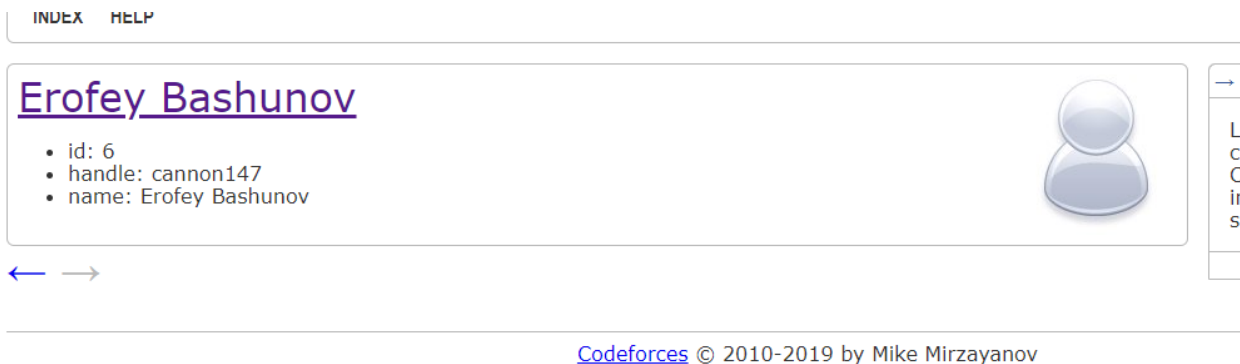 INDEX HELP
Erofey Bashunov
• id: 6
• handle: cannon147
• name: Erofey Bashunov
← →
→
Codeforces © 2010-2019 by Mike Mirzayanov